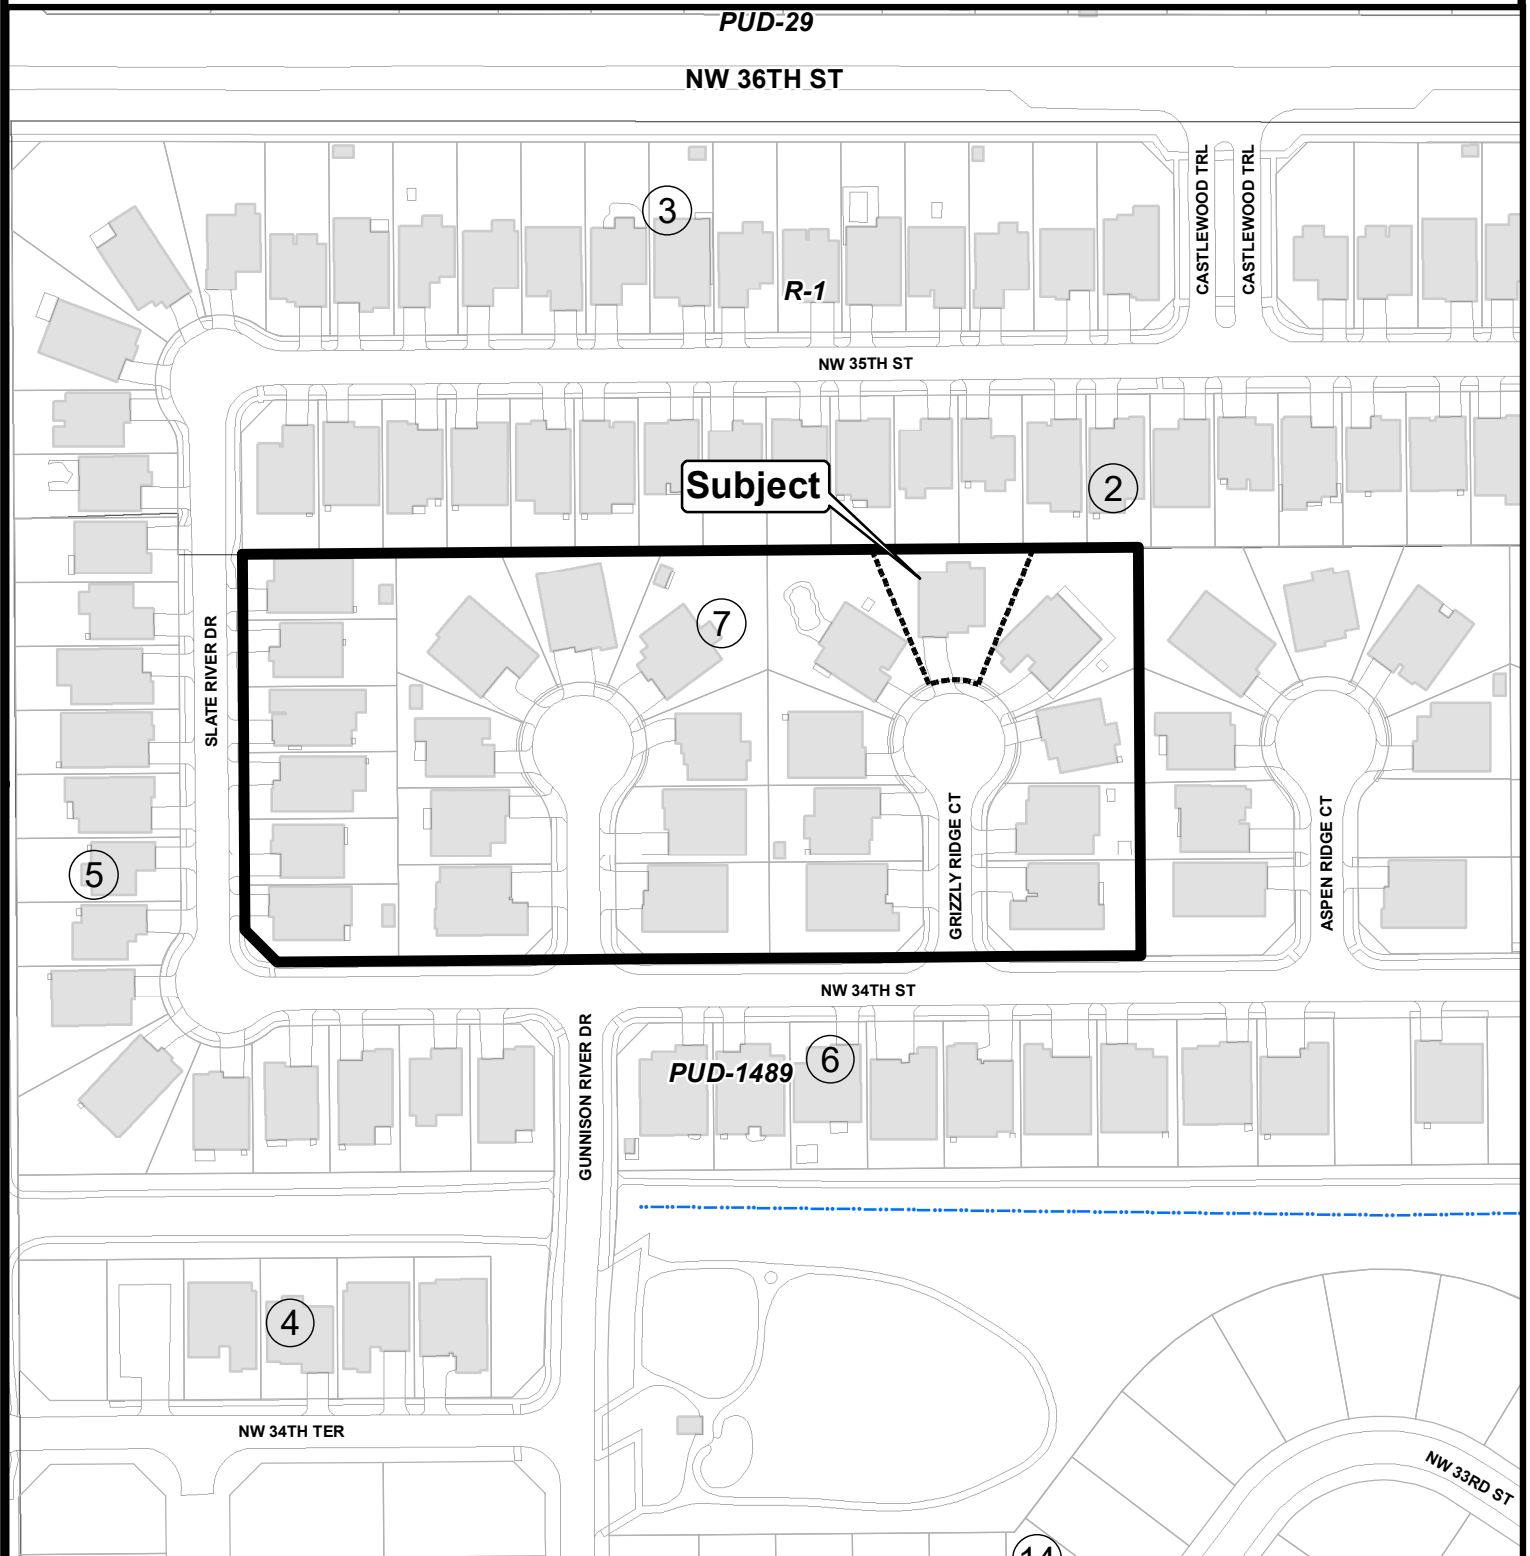 PUD-29
NW 36TH ST
CASTLEWOOD TRL
CASTLEWOOD TRL
3
R-1
NW 35TH ST
Subject
2
7
SLATE RIVER DR
GRIZZLY RIDGE CT
ASPEN RIDGE CT
5
NW 34TH ST
GUNNISON RIVER DR
PUD-1489
6
4
NW 34TH TER
NW 33RD ST
14